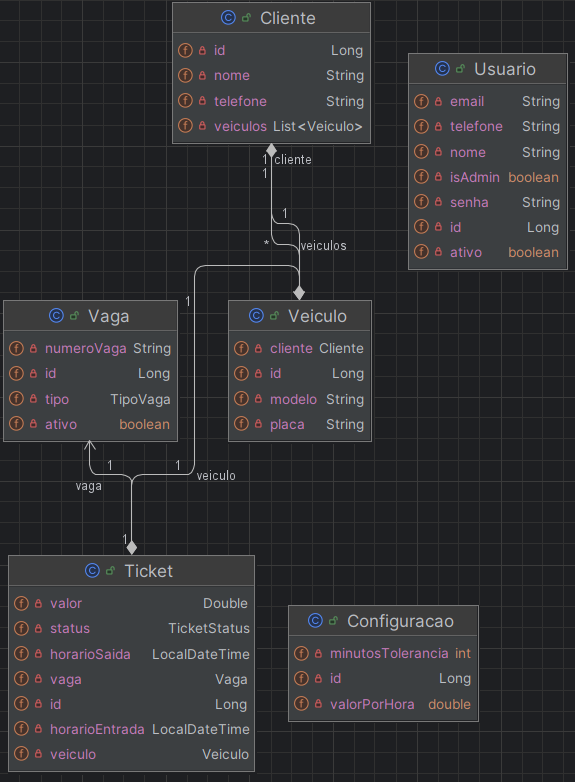 Cliente
id Long
nome String
telefone String
veiculos List<Veiculo>
Usuario
email String
telefone String
nome String
isAdmin boolean
senha String
id Long
ativo boolean
1 cliente
1
1
* veiculos
1
Vaga
numeroVaga String
id Long
tipo TipoVaga
ativo boolean
Veiculo
cliente Cliente
id Long
modelo String
placa String
1
1
vaga
veiculo
1
Ticket
valor Double
status TicketStatus
horarioSaida LocalDateTime
vaga Vaga
id Long
horarioEntrada LocalDateTime
veiculo Veiculo
Configuracao
minutosTolerancia int
id Long
valorPorHora double